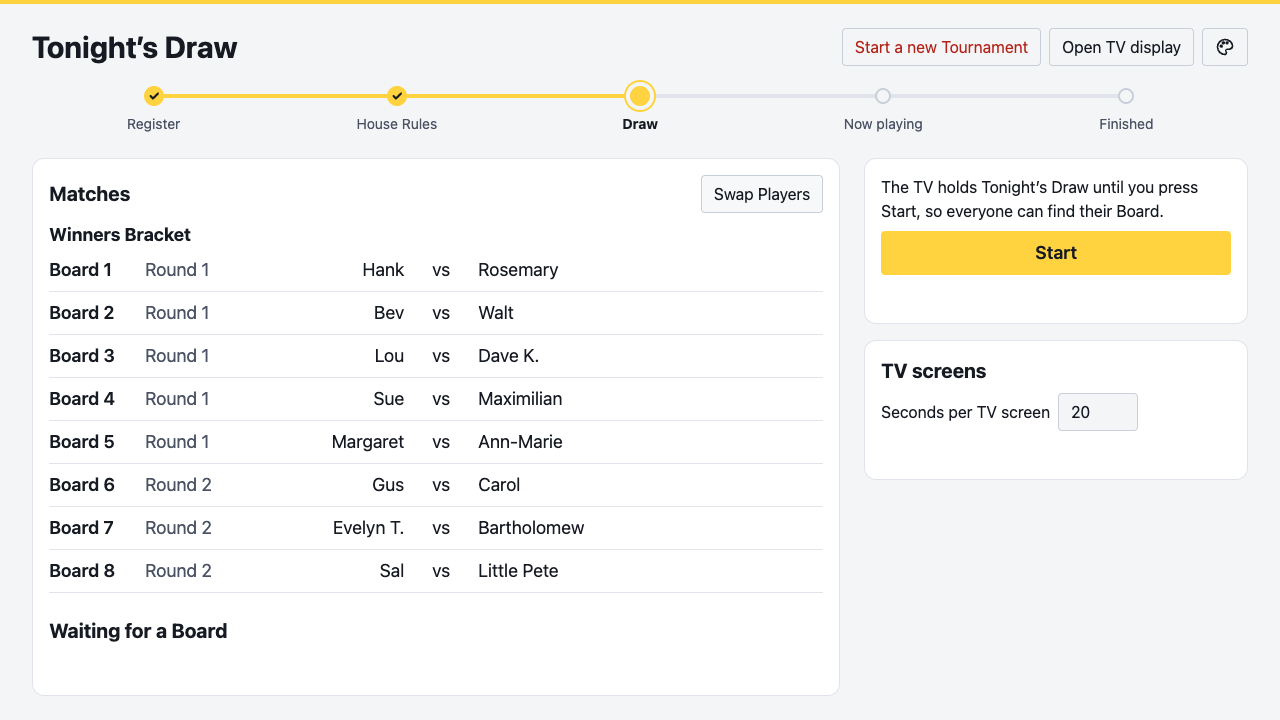 Tonight's Draw
Start a new Tournament
Open TV display
Register
House Rules
Draw
Now playing
Finished
Matches
Swap Players
Winners Bracket
Board 1 Round 1 Hank vs Rosemary
Board 2 Round 1 Bev vs Walt
Board 3 Round 1 Lou vs Dave K.
Board 4 Round 1 Sue vs Maximilian
Board 5 Round 1 Margaret vs Ann-Marie
Board 6 Round 2 Gus vs Carol
Board 7 Round 2 Evelyn T. vs Bartholomew
Board 8 Round 2 Sal vs Little Pete
Waiting for a Board
The TV holds Tonight's Draw until you press
Start, so everyone can find their Board.
Start
TV screens
Seconds per TV screen 20